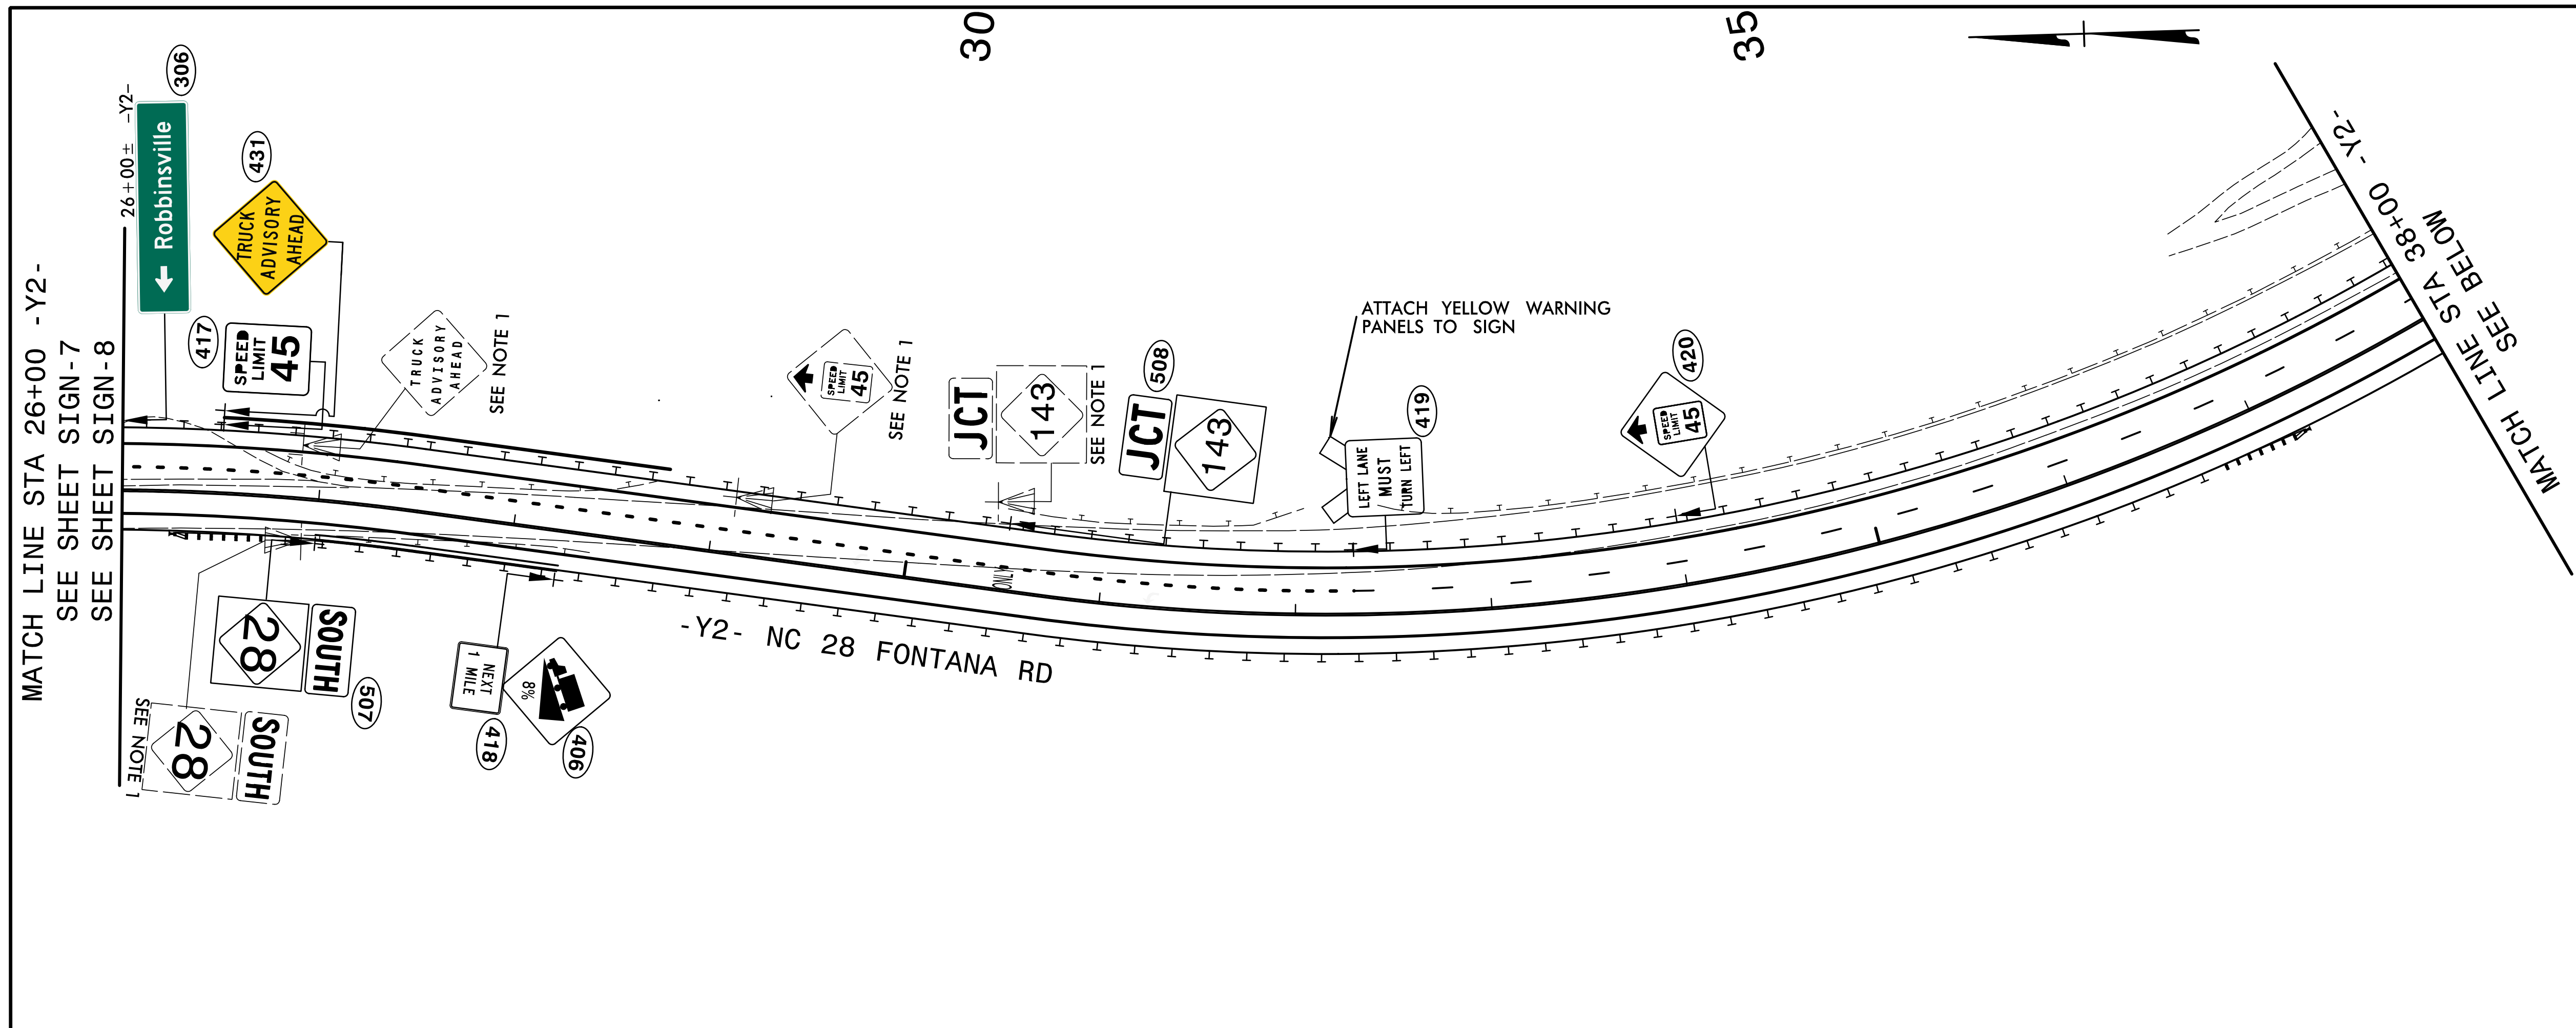 30
35
306
26+00± -Y2-
Robbinsville
431
TRUCK
ADVISORY
AHEAD
417
SPEED
LIMIT
45
MATCH LINE STA 26+00 -Y2-
SEE SHEET SIGN-7
SEE SHEET SIGN-8
TRUCK
ADVISORY
AHEAD
SEE NOTE 1
SPEED
LIMIT
45
SEE NOTE 1
JCT
143
SEE NOTE 1
508
JCT
143
ATTACH YELLOW WARNING
PANELS TO SIGN
419
LEFT LANE
MUST
TURN LEFT
420
SPEED
LIMIT
45
MATCH LINE STA 38+00 -Y2-
SEE BELOW
SOUTH
28
507
SOUTH
28
SEE NOTE 1
NEXT
1 MILE
418
8%
406
-Y2- NC 28 FONTANA RD